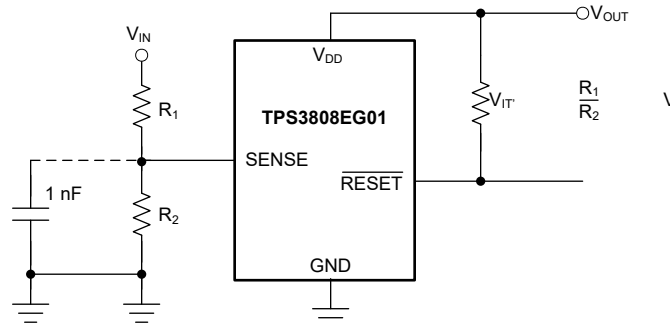 V_IN
V_OUT
V_DD
R_1
V_IT'
R_1
R_2
V
TPS3808EG01
SENSE
RESET
1 nF
R_2
GND